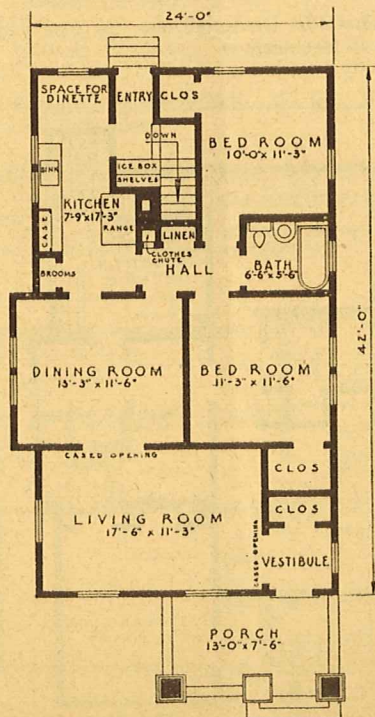 24'-0"
SPACE FOR
DINETTE
ENTRY
CLOS
DOWN
BED ROOM
10'-0" x 11'-3"
SINK
ICE BOX
SHELVES
KITCHEN
7'-9" x 17'-3"
CASE
RANGE
LINEN
CLOTHES
CHUTE
BATH
6'-6" x 5'-6"
BROOMS
HALL
42'-0"
DINING ROOM
13'-3" x 11'-6"
BED ROOM
11'-3" x 11'-6"
CASED OPENING
CLOS
CLOS
LIVING ROOM
17'-6" x 11'-3"
CASED OPENING
VESTIBULE
PORCH
13'-0" x 7'-6"